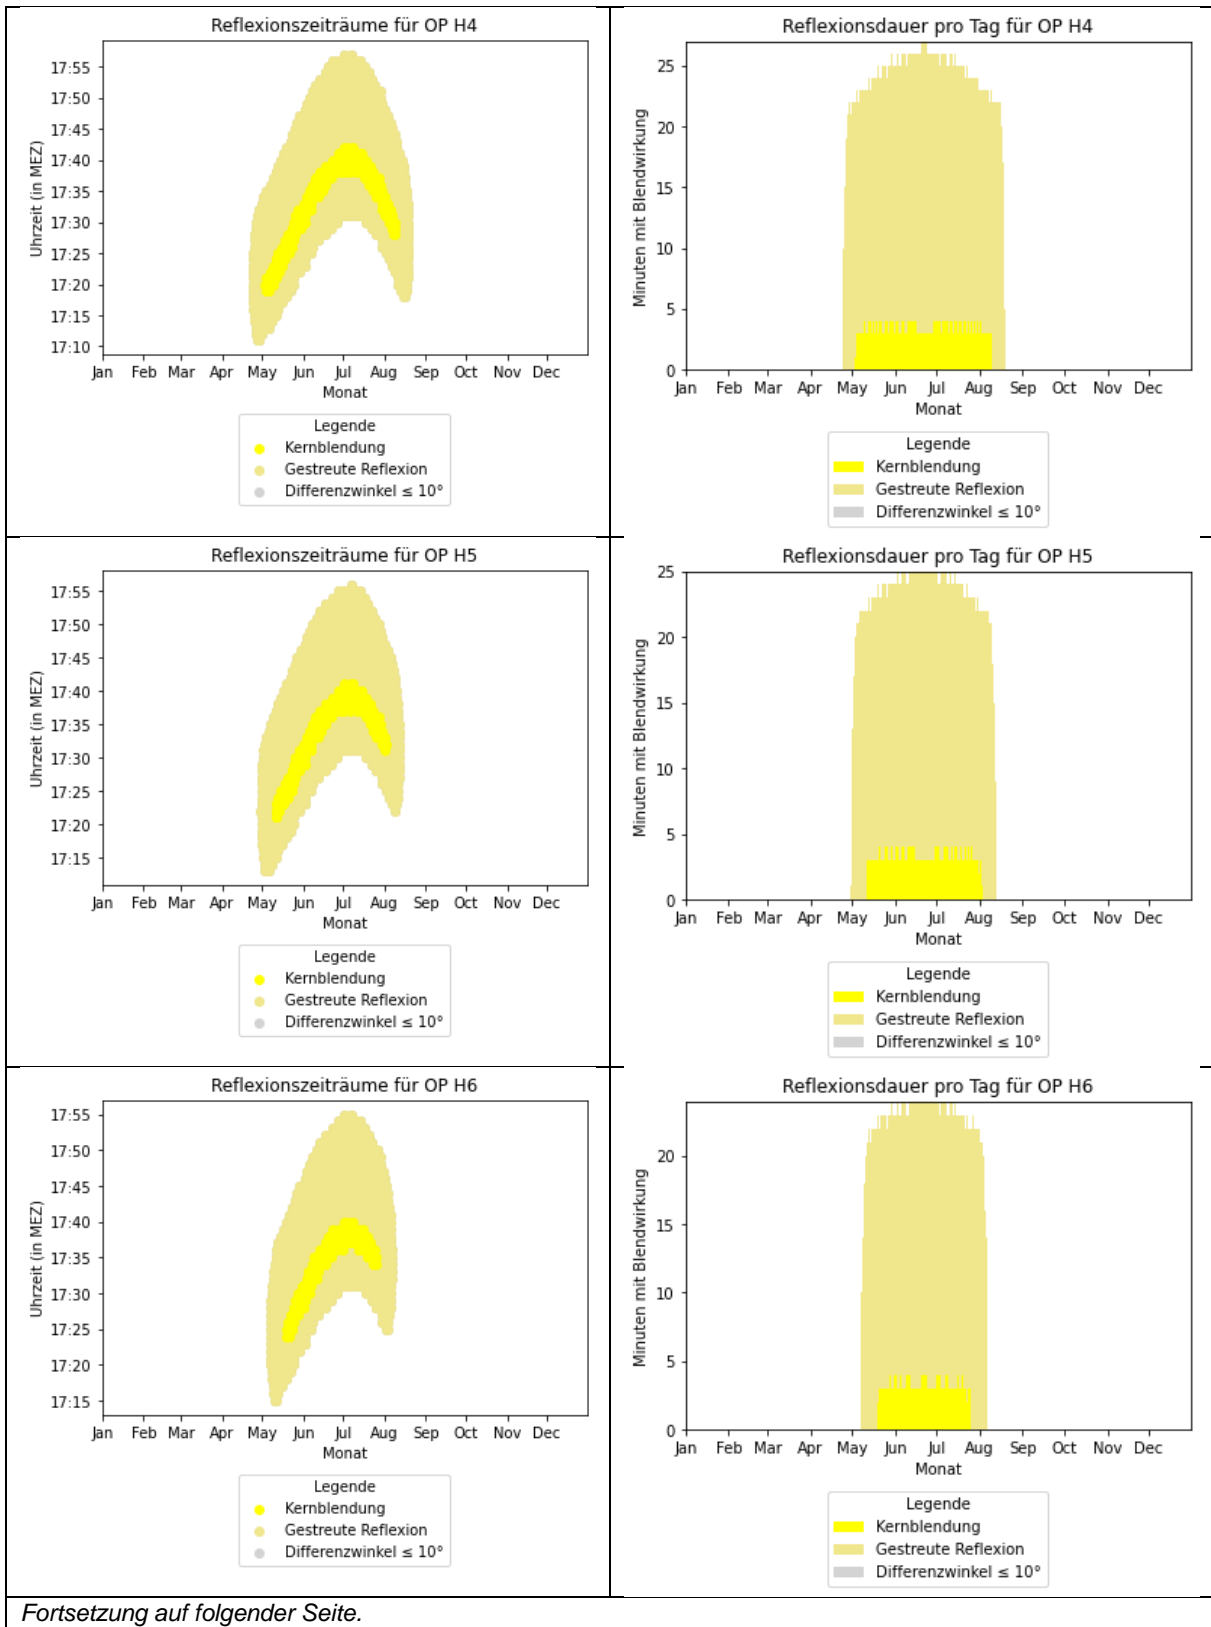 Reflexionszeiträume für OP H4
Uhrzeit (in MEZ)
17:55
17:50
17:45
17:40
17:35
17:30
17:25
17:20
17:15
17:10
Jan Feb Mar Apr May Jun Jul Aug Sep Oct Nov Dec
Monat
Legende
Kernblendung
Gestreute Reflexion
Differenzwinkel ≤ 10°
Reflexionsdauer pro Tag für OP H4
Minuten mit Blendwirkung
25
20
15
10
5
0
Jan Feb Mar Apr May Jun Jul Aug Sep Oct Nov Dec
Monat
Legende
Kernblendung
Gestreute Reflexion
Differenzwinkel ≤ 10°
Reflexionszeiträume für OP H5
Uhrzeit (in MEZ)
17:55
17:50
17:45
17:40
17:35
17:30
17:25
17:20
17:15
Jan Feb Mar Apr May Jun Jul Aug Sep Oct Nov Dec
Monat
Legende
Kernblendung
Gestreute Reflexion
Differenzwinkel ≤ 10°
Reflexionsdauer pro Tag für OP H5
Minuten mit Blendwirkung
25
20
15
10
5
0
Jan Feb Mar Apr May Jun Jul Aug Sep Oct Nov Dec
Monat
Legende
Kernblendung
Gestreute Reflexion
Differenzwinkel ≤ 10°
Reflexionszeiträume für OP H6
Uhrzeit (in MEZ)
17:55
17:50
17:45
17:40
17:35
17:30
17:25
17:20
17:15
Jan Feb Mar Apr May Jun Jul Aug Sep Oct Nov Dec
Monat
Legende
Kernblendung
Gestreute Reflexion
Differenzwinkel ≤ 10°
Reflexionsdauer pro Tag für OP H6
Minuten mit Blendwirkung
20
15
10
5
0
Jan Feb Mar Apr May Jun Jul Aug Sep Oct Nov Dec
Monat
Legende
Kernblendung
Gestreute Reflexion
Differenzwinkel ≤ 10°
Fortsetzung auf folgender Seite.